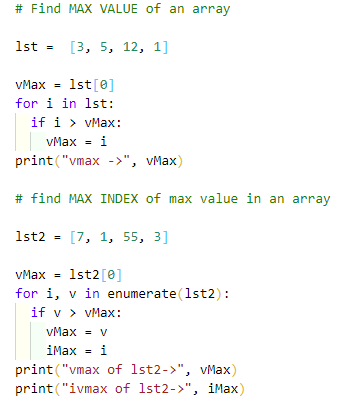 # Find MAX VALUE of an array
lst =  [3, 5, 12, 1]
vMax = lst[0]
for i in lst:
  if i > vMax:
    vMax = i
print("vmax ->", vMax)
# find MAX INDEX of max value in an array
lst2 = [7, 1, 55, 3]
vMax = lst2[0]
for i, v in enumerate(lst2):
  if v > vMax:
    vMax = v
    iMax = i
print("vmax of lst2->", vMax)
print("ivmax of lst2->", iMax)